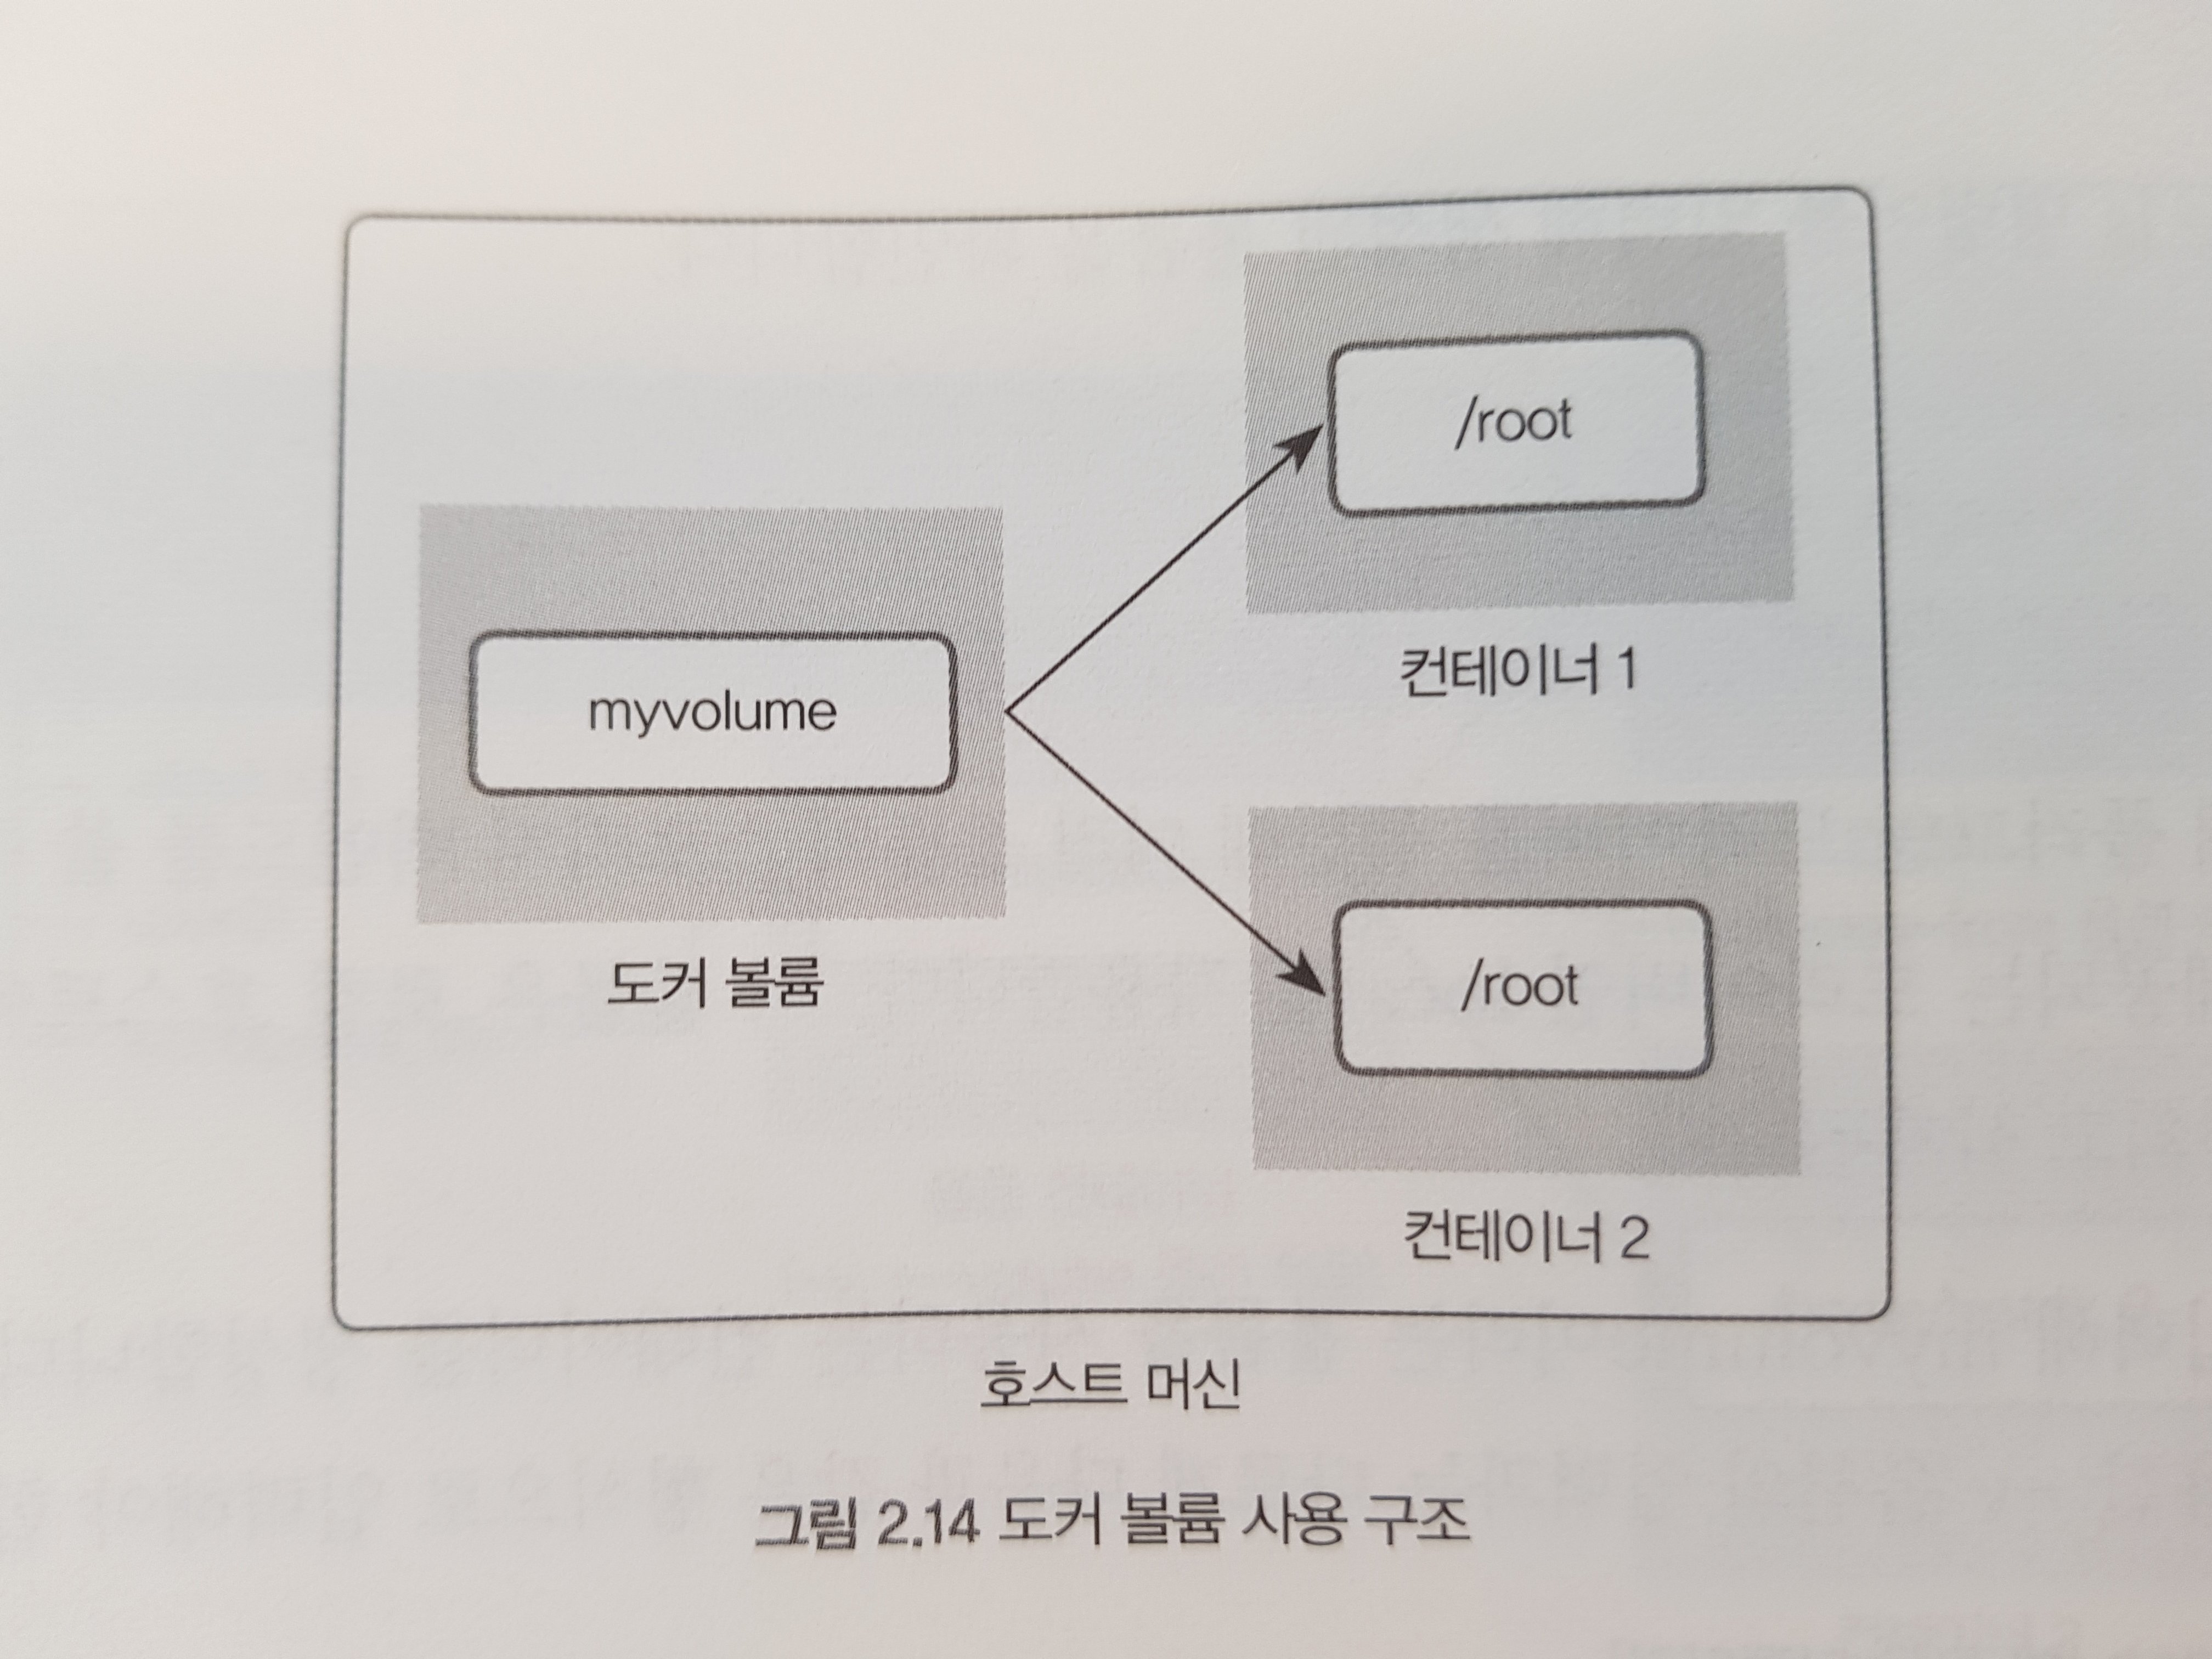 /root
컨테이너 1
myvolume
도커 볼륨
/root
컨테이너 2
호스트 머신
그림 2.14 도커 볼륨 사용 구조